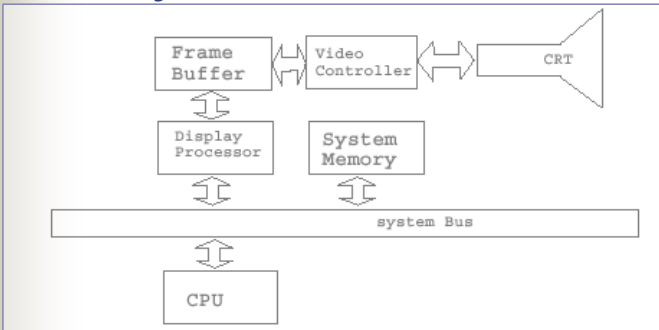 Frame
Buffer
Video
Controller
CRT
Display
Processor
System
Memory
system Bus
CPU